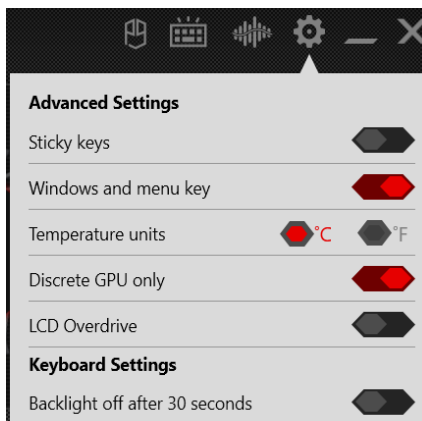 Advanced Settings
Sticky keys
Windows and menu key
Temperature units °C °F
Discrete GPU only
LCD Overdrive
Keyboard Settings
Backlight off after 30 seconds